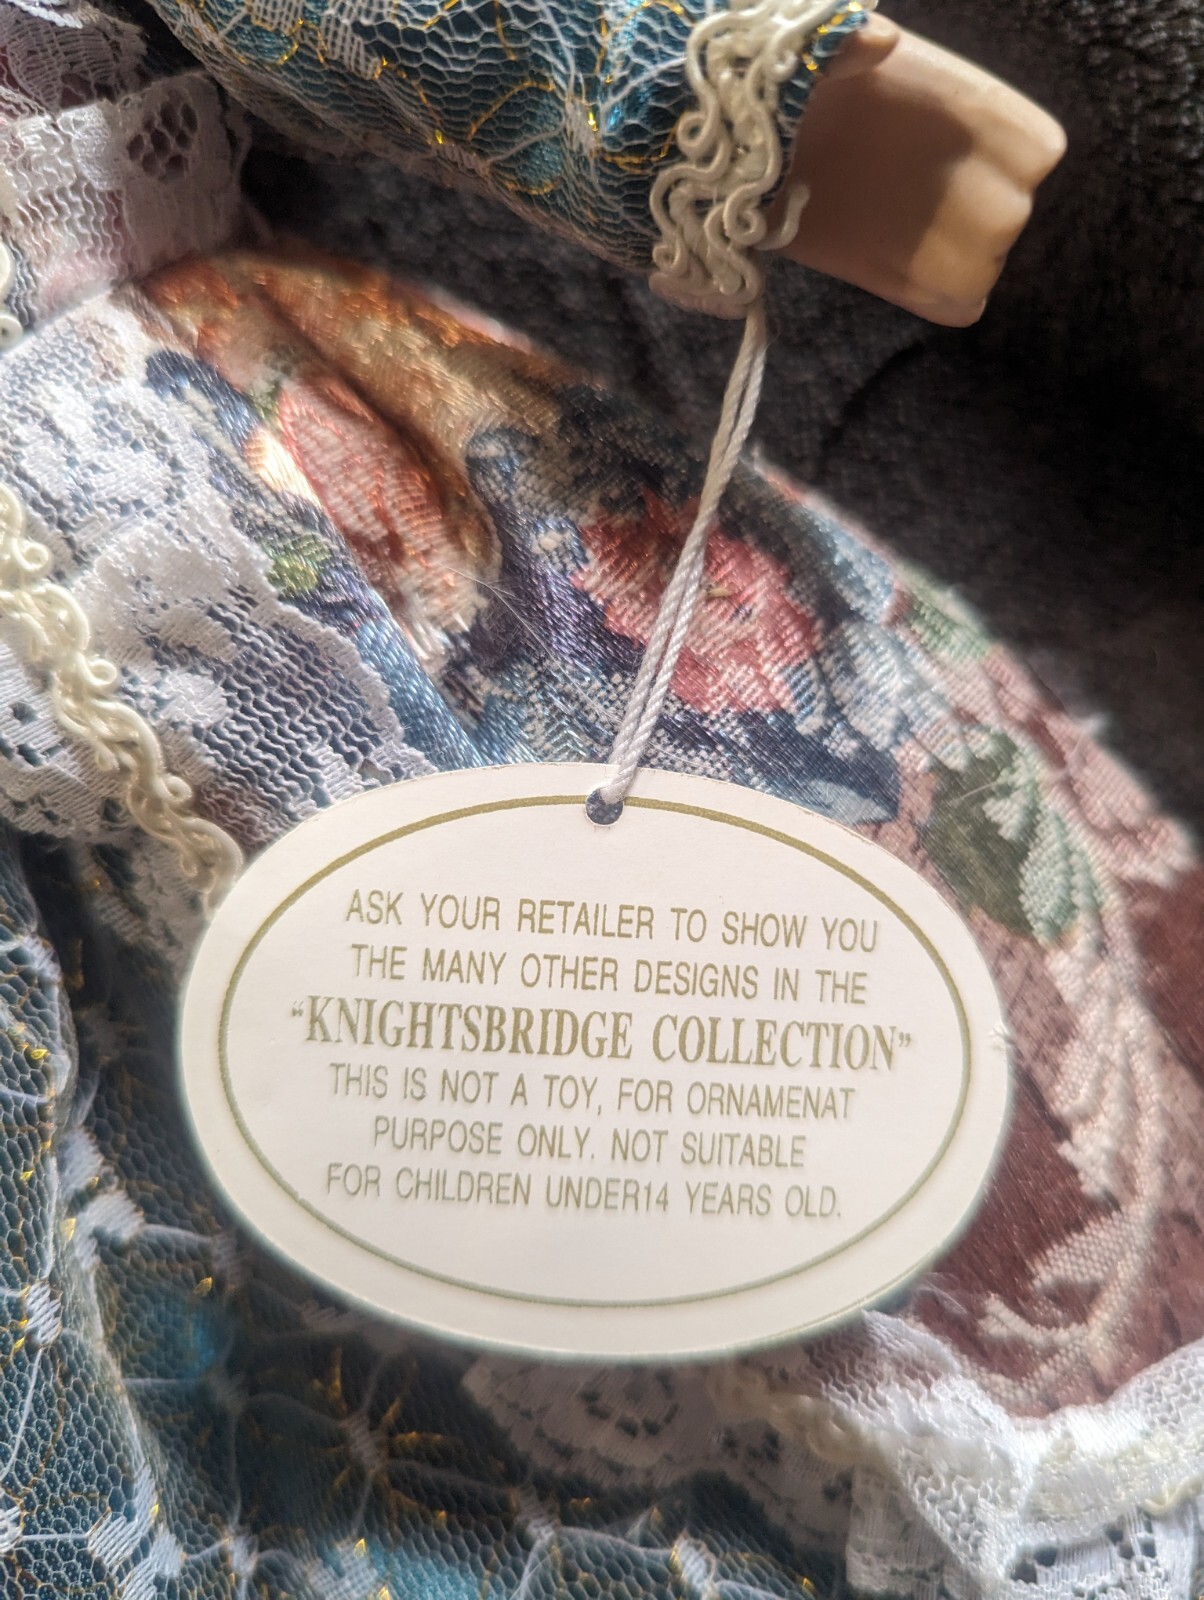 ASK YOUR RETAILER TO SHOW YOU
THE MANY OTHER DESIGNS IN THE
“KNIGHTSBRIDGE COLLECTION”
THIS IS NOT A TOY, FOR ORNAMENAT
PURPOSE ONLY. NOT SUITABLE
FOR CHILDREN UNDER14 YEARS OLD.